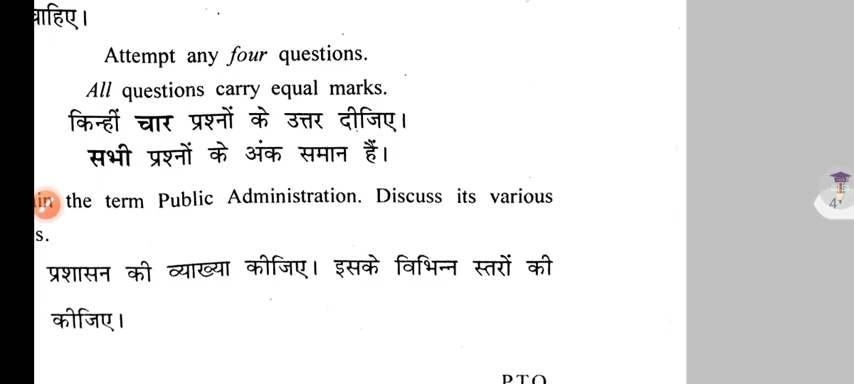 चाहिए।
Attempt any four questions.
All questions carry equal marks.
किन्हीं चार प्रश्नों के उत्तर दीजिए।
सभी प्रश्नों के अंक समान हैं।
in the term Public Administration. Discuss its various
s.
प्रशासन की व्याख्या कीजिए। इसके विभिन्न स्तरों की
कीजिए।
P.T.O.